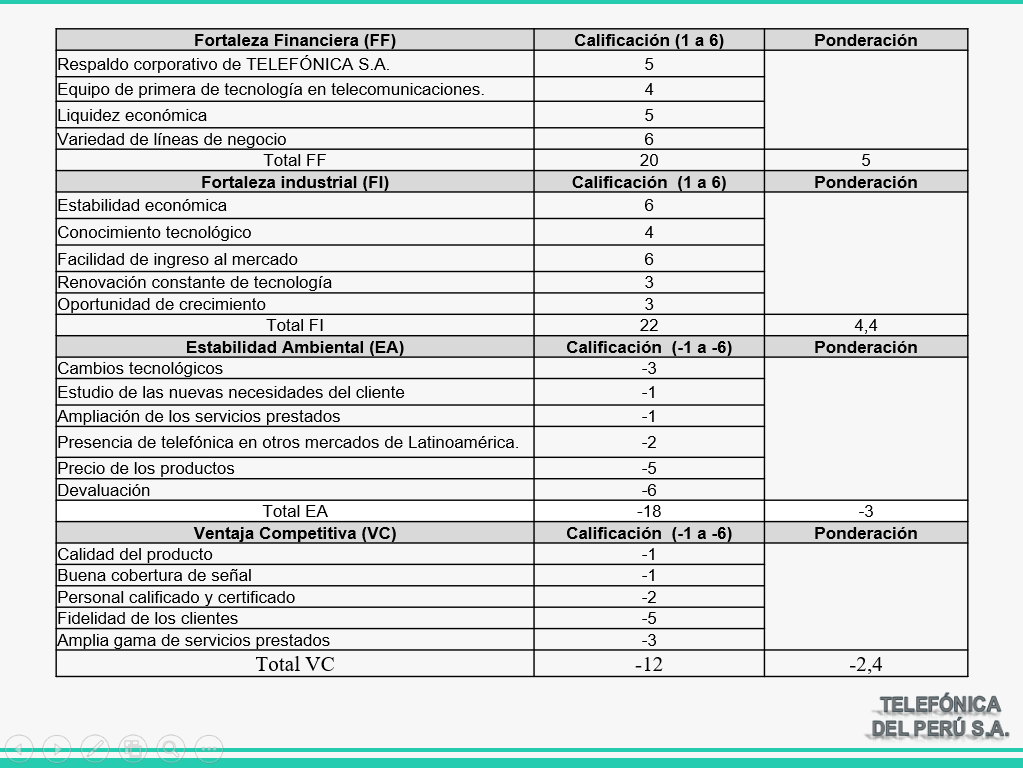 Fortaleza Financiera (FF) Calificación (1 a 6) Ponderación
Respaldo corporativo de TELEFÓNICA S.A. 5
Equipo de primera de tecnología en telecomunicaciones. 4
Liquidez económica 5
Variedad de líneas de negocio 6
Total FF 20 5
Fortaleza industrial (FI) Calificación (1 a 6) Ponderación
Estabilidad económica 6
Conocimiento tecnológico 4
Facilidad de ingreso al mercado 6
Renovación constante de tecnología 3
Oportunidad de crecimiento 3
Total FI 22 4,4
Estabilidad Ambiental (EA) Calificación (-1 a -6) Ponderación
Cambios tecnológicos -3
Estudio de las nuevas necesidades del cliente -1
Ampliación de los servicios prestados -1
Presencia de telefónica en otros mercados de Latinoamérica. -2
Precio de los productos -5
Devaluación -6
Total EA -18 -3
Ventaja Competitiva (VC) Calificación (-1 a -6) Ponderación
Calidad del producto -1
Buena cobertura de señal -1
Personal calificado y certificado -2
Fidelidad de los clientes -5
Amplia gama de servicios prestados -3
Total VC -12 -2,4
TELEFÓNICA
DEL PERÚ S.A.